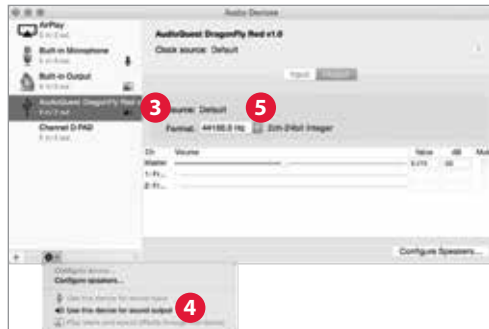 Audio Devices
AirPlay
Built-in Microphone
Built-in Output
AudioQuest DragonFly Red v
Channel D PAD
AudioQuest DragonFly Red v1.0
Clock source: Default
Input
3
Source: Default
5
Format: 44100.0 Hz 2ch-24bit Integer
Ch Volume Value dB Mute
Master
1: Fr...
2: Fr...
Configure Speakers...
Configure device...
Configure speakers...
Use this device for sound input
Use this device for sound output
4
Play alerts and sound effects through this device